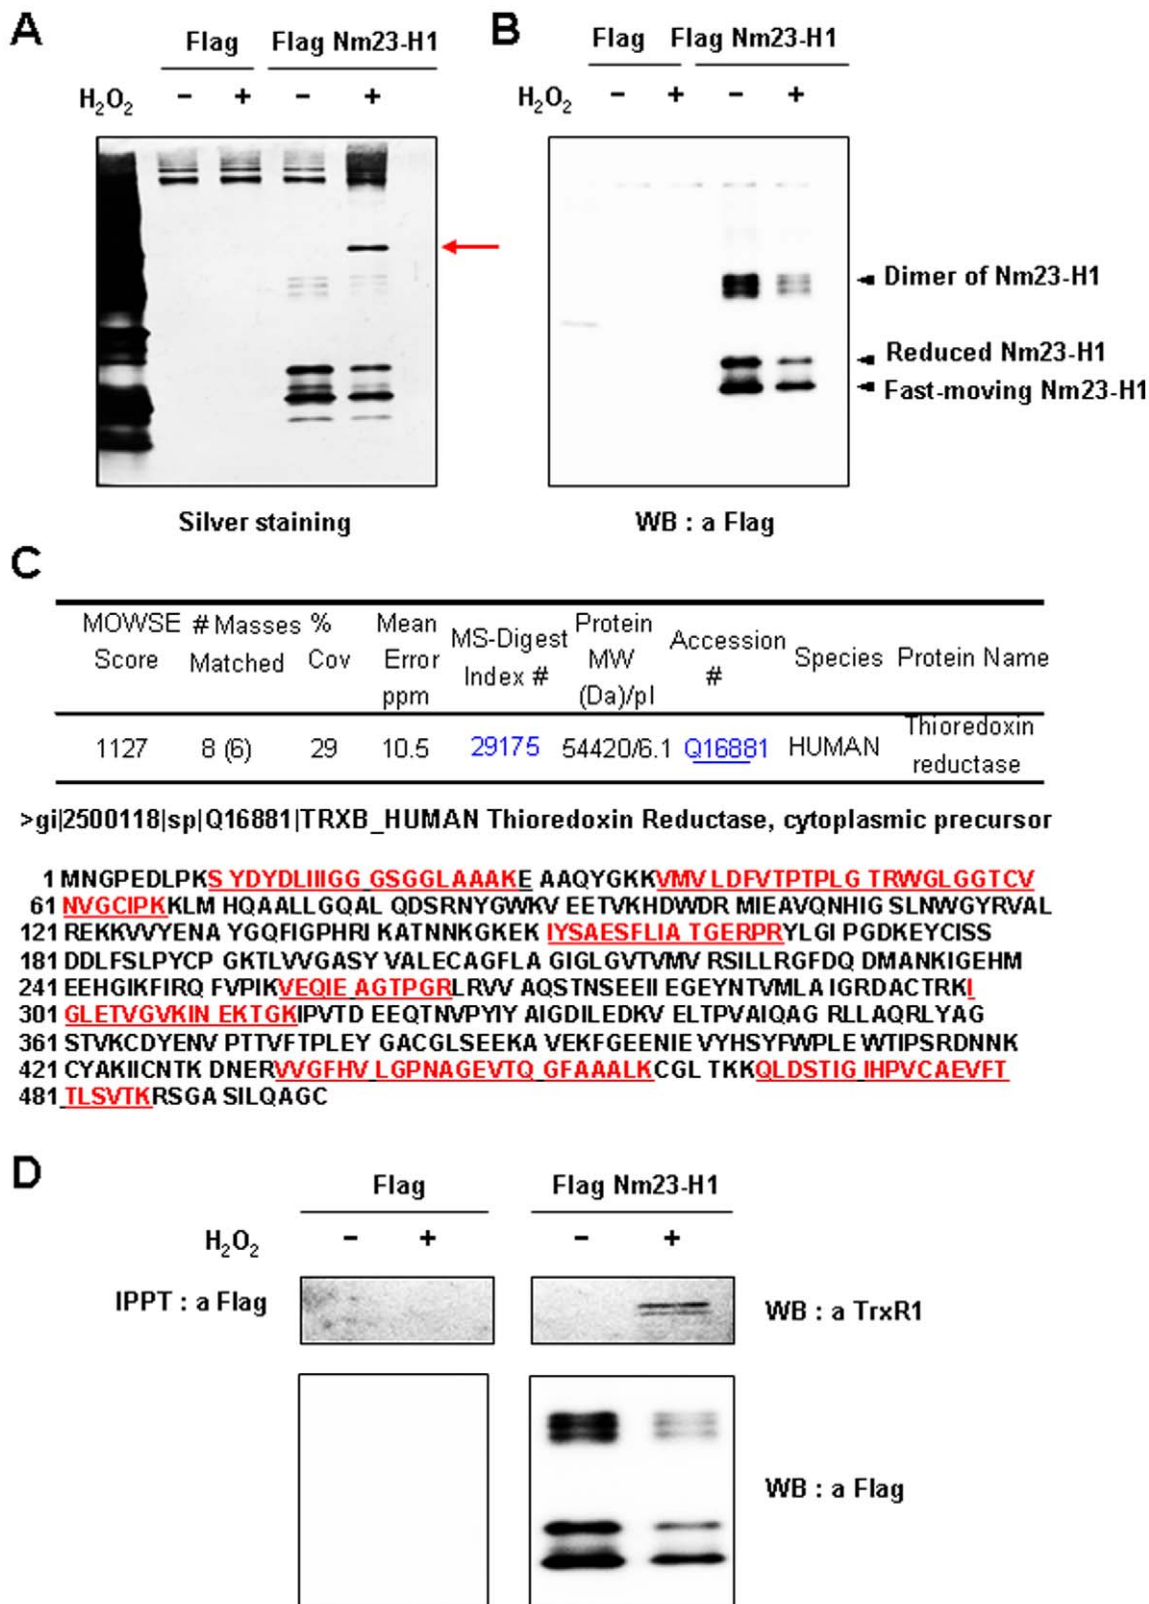 A
Flag Flag Nm23-H1
H2O2 - + - +
Silver staining
B
Flag Flag Nm23-H1
H2O2 - + - +
Dimer of Nm23-H1
Reduced Nm23-H1
Fast-moving Nm23-H1
WB : a Flag
C
MOWSE Score # Masses Matched % Cov Mean Error ppm MS-Digest Index # Protein MW (Da)/pI Accession # Species Protein Name
1127 8 (6) 29 10.5 29175 54420/6.1 Q16881 HUMAN Thioredoxin reductase
>gi|2500118|sp|Q16881|TRXB_HUMAN Thioredoxin Reductase, cytoplasmic precursor
1 MNGPEDLPKS YDYDLIIIGG GSGGLAAAKE AAQYGKKVMV LDFVTPTPLG TRWGLGGTCV
61 NVGCIPKKLM HQAALLGQAL QDSRNYGWKV EETVKHDWDR MIEAVQNHIG SLNWGYRVAL
121 REKKVVYENA YGQFIGPHRI KATNNKGKEK IYSAESFLIA TGERPRYLGI PGDKEYCISS
181 DDLFSLPYCP GKTLVVGASY VALECAGFLA GIGLGVTVMV RSILLRGFDQ DMANKIGEHM
241 EEHGIKFIRQ FVPIKVEQIE AGTPGRLRVV AQSTNSEEII EGEYNTVMLA IGRDACTRKI
301 GLETVGVKIN EKTGKIPVTD EEQTNVPYIY AIGDILEDKV ELTPVAIQAG RLLAQRLYAG
361 STVKCDYENV PTTVFTPLEY GACGLSEEKA VEKFGEENIE VYHSYFWPLE WTIPSRDNNK
421 CYAKIICNTK DNERVVGFHV LGPNAGEVTQ GFAAALKCGL TKKQLDSTIG IHPVCAEVFT
481 TLSVTKRSGA SILQAGC
D
Flag Flag Nm23-H1
H2O2 - + - +
IPPT : a Flag
WB : a TrxR1
WB : a Flag